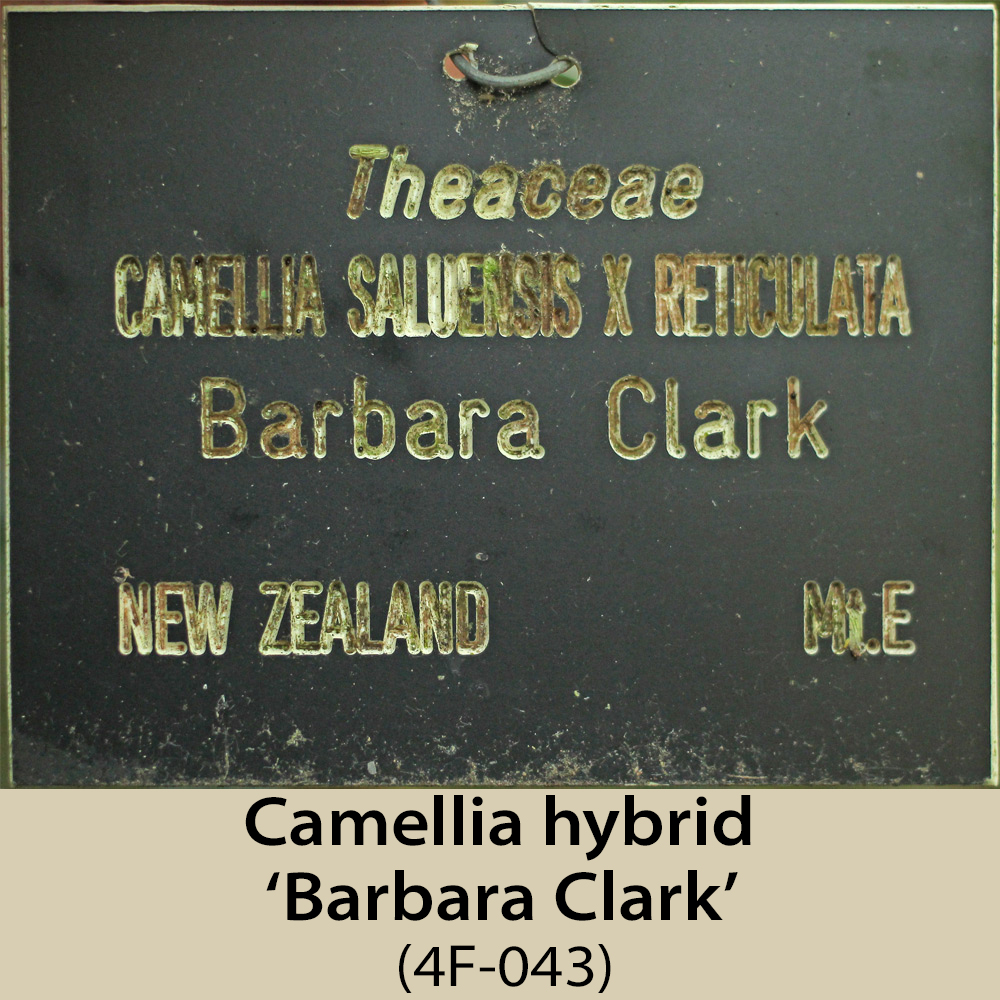 Theaceae
CAMELLIA SALUENSIS X RETICULATA
Barbara Clark
NEW ZEALAND Mt.E
Camellia hybrid
‘Barbara Clark’
(4F-043)